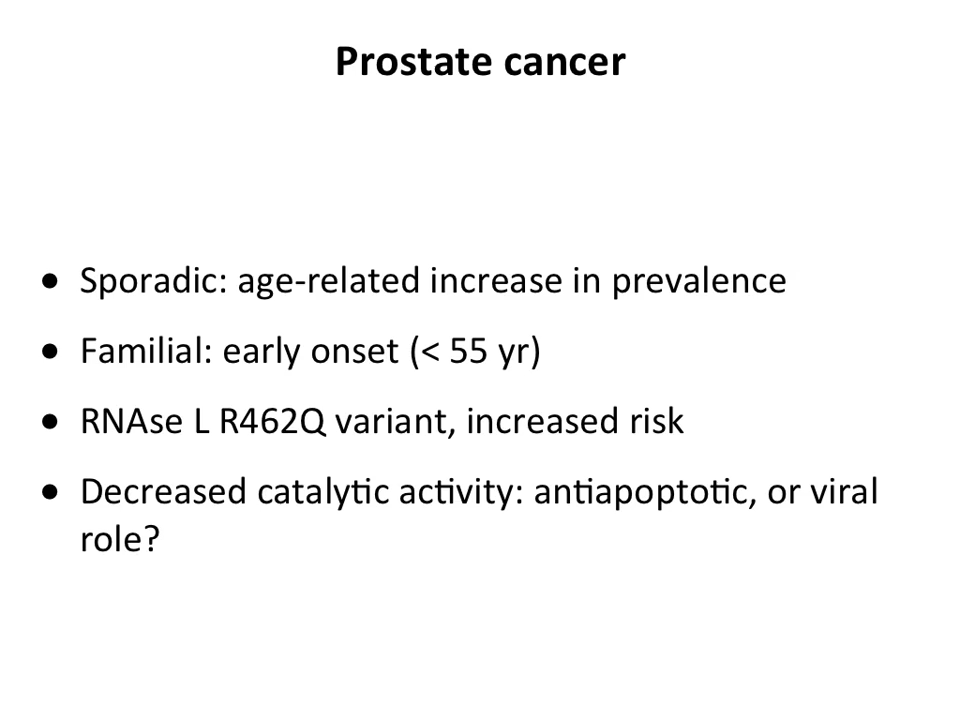 Prostate cancer
• Sporadic: age-related increase in prevalence
• Familial: early onset (< 55 yr)
• RNAse L R462Q variant, increased risk
• Decreased catalytic activity: antiapoptotic, or viral
role?